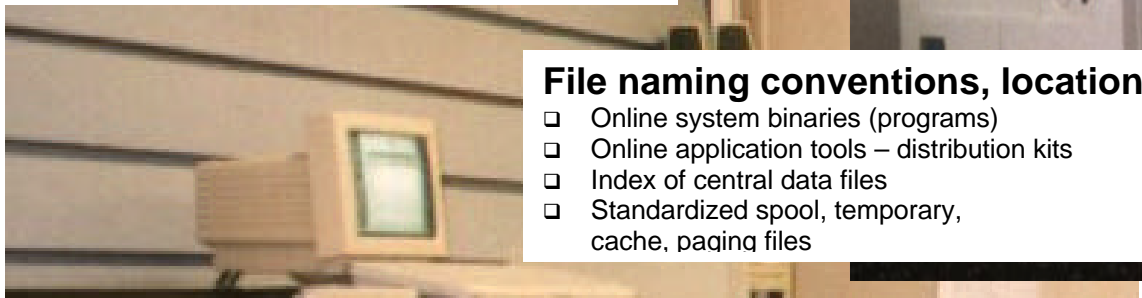 File naming conventions, location
❑ Online system binaries (programs)
❑ Online application tools – distribution kits
❑ Index of central data files
❑ Standardized spool, temporary,
cache, paging files